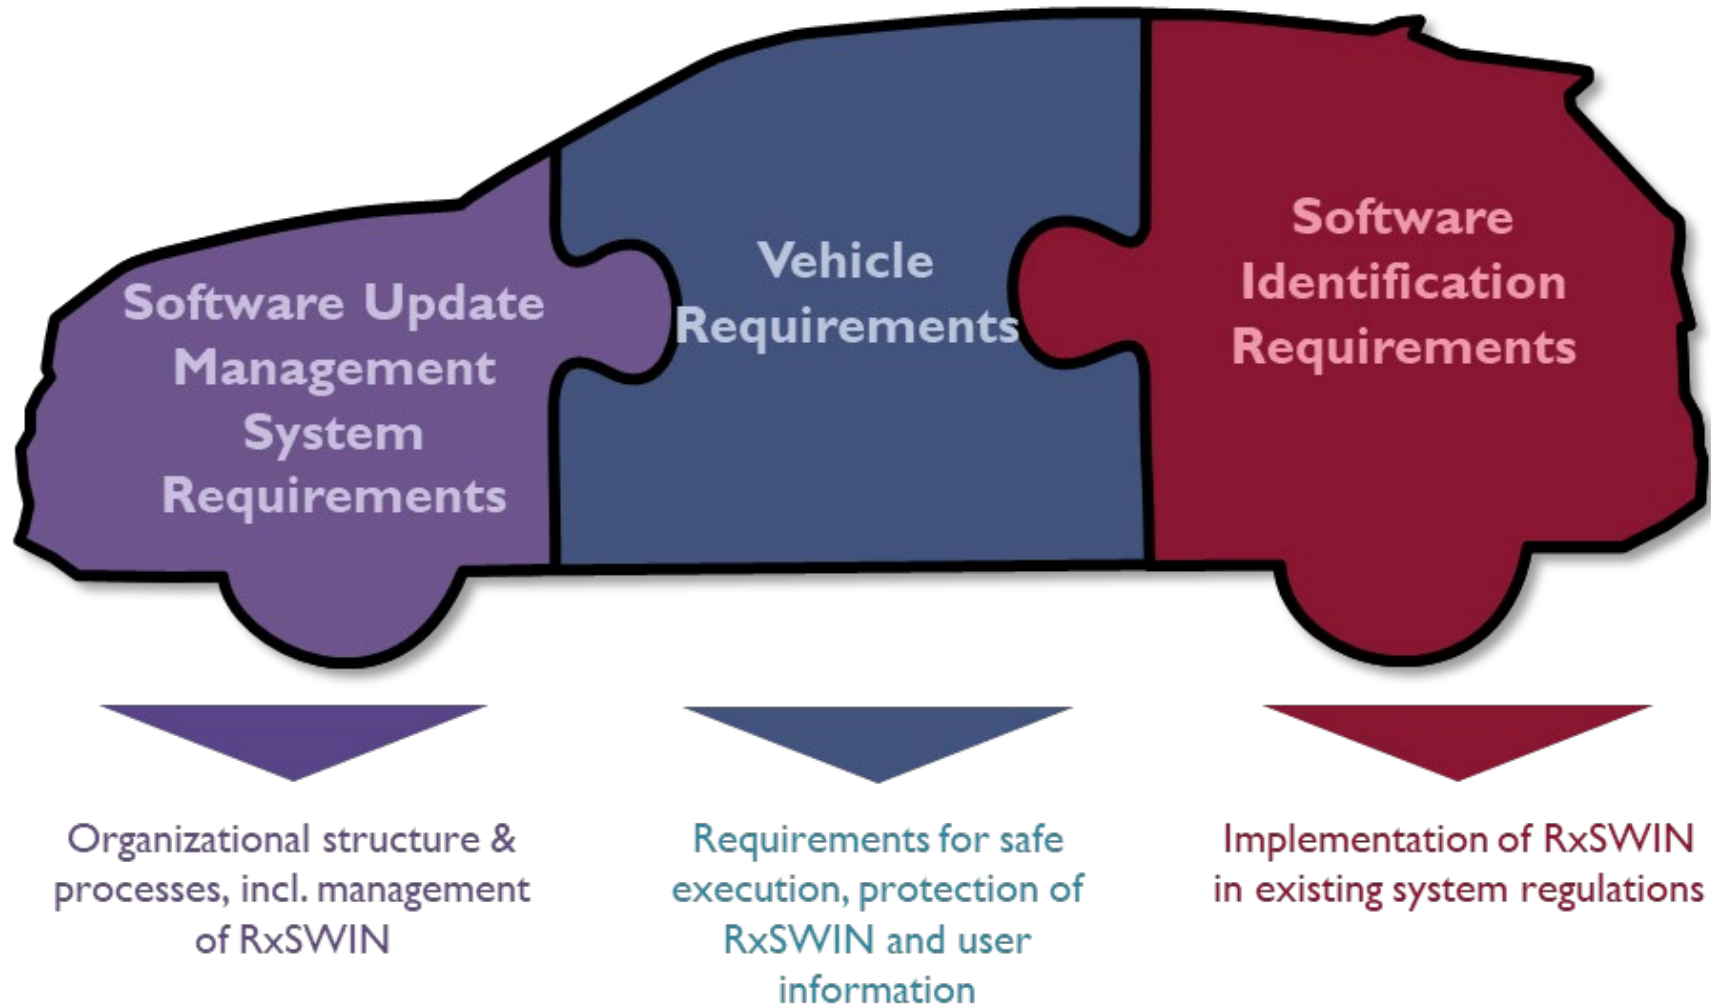 Software Update
Management
System
Requirements
Vehicle
Requirements
Software
Identification
Requirements
Organizational structure &
processes, incl. management
of RxSWIN
Requirements for safe
execution, protection of
RxSWIN and user
information
Implementation of RxSWIN
in existing system regulations